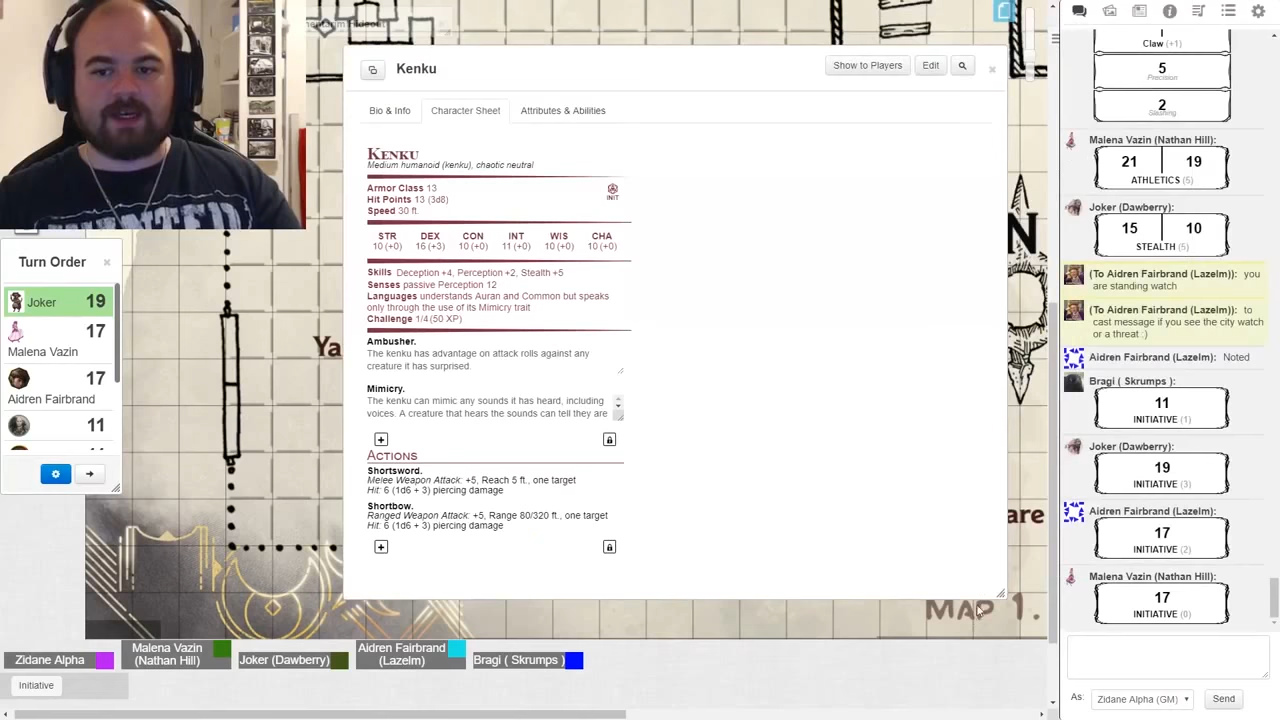 Kenku
Show to Players
Edit
Bio & Info
Character Sheet
Attributes & Abilities
KENKU
Medium humanoid (kenku), chaotic neutral
Armor Class 13
Hit Points 13 (3d8)
Speed 30 ft.
INIT
STR DEX CON INT WIS CHA
10 (+0) 16 (+3) 10 (+0) 11 (+0) 10 (+0) 10 (+0)
Skills Deception +4, Perception +2, Stealth +5
Senses passive Perception 12
Languages understands Auran and Common but speaks
only through the use of its Mimicry trait
Challenge 1/4 (50 XP)
Ambusher.
The kenku has advantage on attack rolls against any
creature it has surprised.
Mimicry.
The kenku can mimic any sounds it has heard, including
voices. A creature that hears the sounds can tell they are
ACTIONS
Shortsword.
Melee Weapon Attack: +5, Reach 5 ft., one target
Hit: 6 (1d6 + 3) piercing damage
Shortbow.
Ranged Weapon Attack: +5, Range 80/320 ft., one target
Hit: 6 (1d6 + 3) piercing damage
Turn Order
Joker 19
17
Malena Vazin
17
Aidren Fairbrand
11
Ya
are
N
MAP 1.
Zidane Alpha
Malena Vazin
(Nathan Hill)
Joker (Dawberry)
Aidren Fairbrand
(Lazelm)
Bragi ( Skrumps )
Initiative
Claw (+1)
5
Precision
2
Slashing
Malena Vazin (Nathan Hill):
21 19
ATHLETICS (5)
Joker (Dawberry):
15 10
STEALTH (5)
(To Aidren Fairbrand (Lazelm)): you
are standing watch
(To Aidren Fairbrand (Lazelm)): to
cast message if you see the city watch
or a threat :)
Aidren Fairbrand (Lazelm): Noted
Bragi ( Skrumps ):
11
INITIATIVE (1)
Joker (Dawberry):
19
INITIATIVE (3)
Aidren Fairbrand (Lazelm):
17
INITIATIVE (2)
Malena Vazin (Nathan Hill):
17
INITIATIVE (0)
As:
Zidane Alpha (GM)
Send